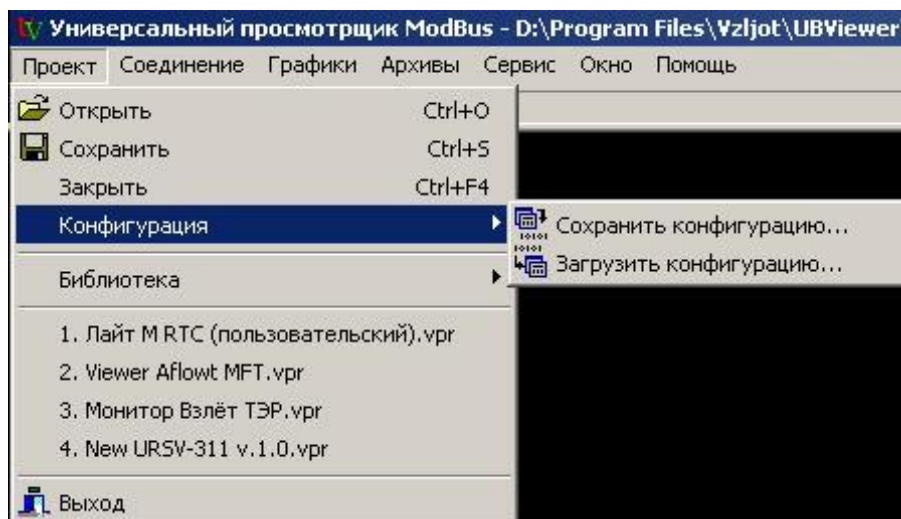 Универсальный просмотрщик ModBus - D:\Program Files\Vzljot\UBViewer\
Проект Соединение Графики Архивы Сервис Окно Помощь
Открыть Ctrl+O
Сохранить Ctrl+S
Закрыть Ctrl+F4
Конфигурация
Сохранить конфигурацию...
Загрузить конфигурацию...
Библиотека
1. Лайт М RTC (пользовательский).vpr
2. Viewer Aflowt MFT.vpr
3. Монитор Взлёт ТЭР.vpr
4. New URSV-311 v.1.0.vpr
Выход